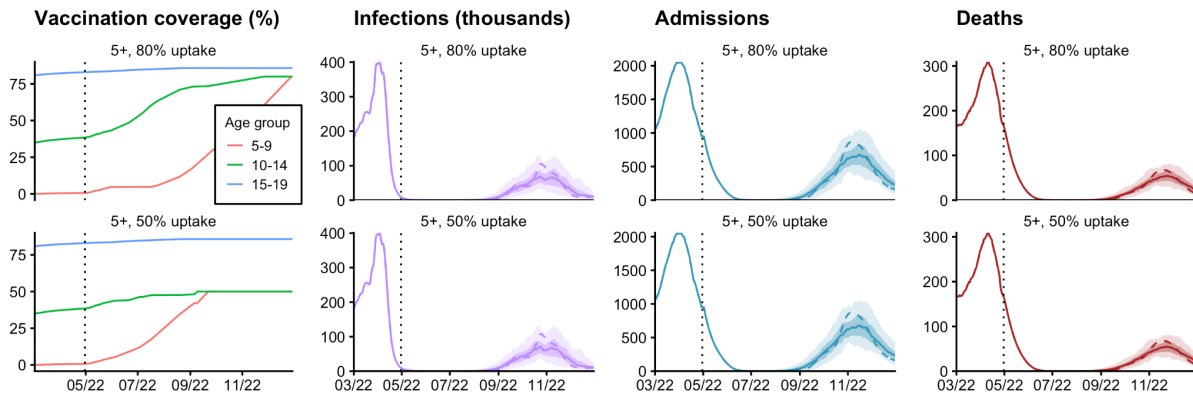 Vaccination coverage (%)
Infections (thousands)
Admissions
Deaths
5+, 80% uptake
5+, 80% uptake
5+, 80% uptake
5+, 80% uptake
75
50
25
0
Age group
5-9
10-14
15-19
400
300
200
100
0
2000
1500
1000
500
0
300
200
100
0
5+, 50% uptake
5+, 50% uptake
5+, 50% uptake
5+, 50% uptake
75
50
25
0
400
300
200
100
0
2000
1500
1000
500
0
300
200
100
0
05/22 07/22 09/22 11/22
03/22 05/22 07/22 09/22 11/22
03/22 05/22 07/22 09/22 11/22
03/22 05/22 07/22 09/22 11/22